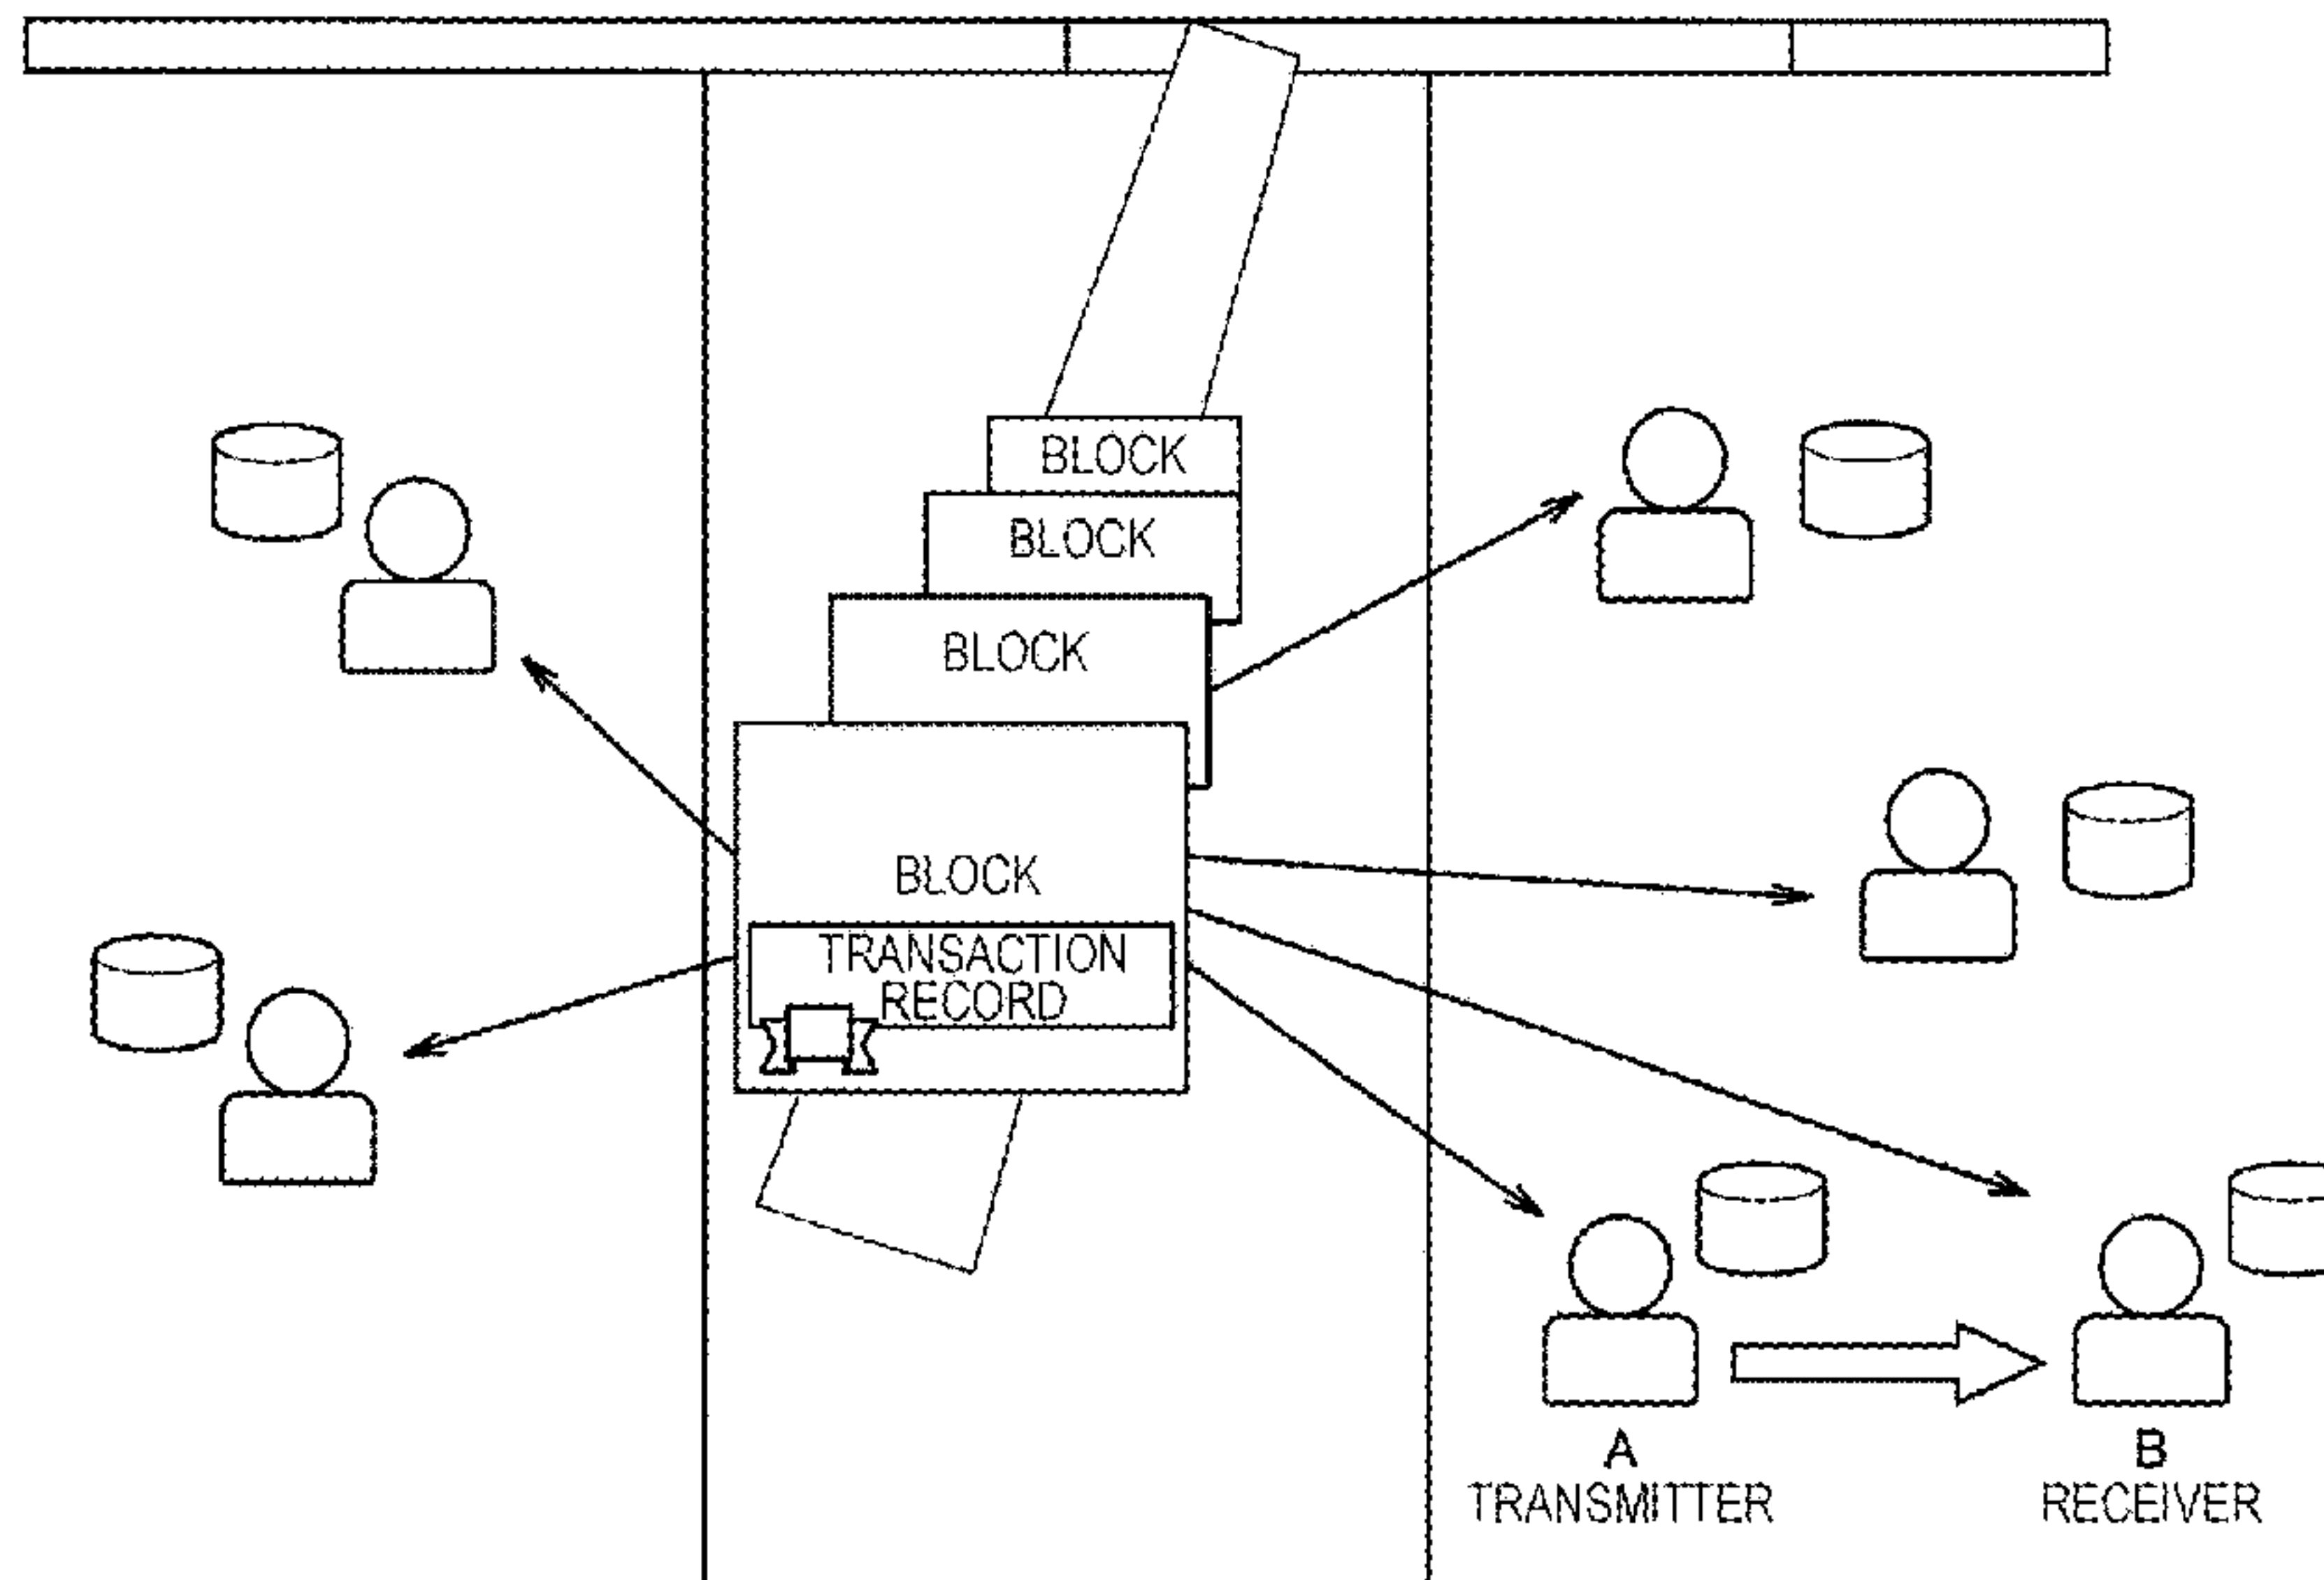 BLOCK
BLOCK
BLOCK
BLOCK
TRANSACTION
RECORD
A
TRANSMITTER
B
RECEIVER